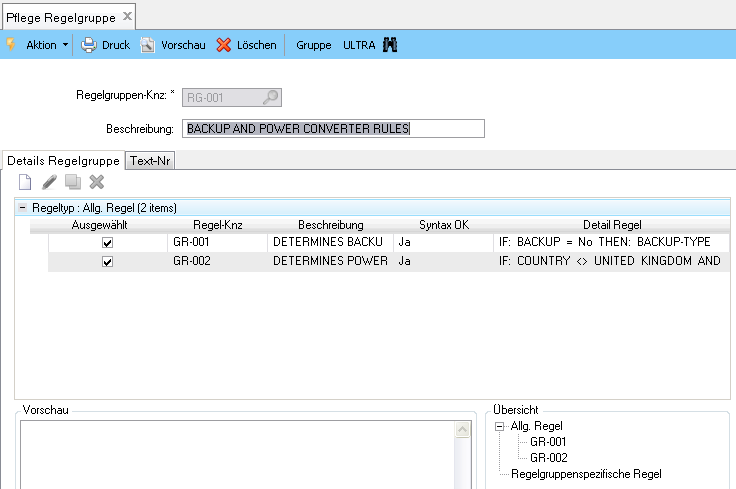 Pflege Regelgruppe
Aktion Druck Vorschau Löschen Gruppe ULTRA
Regelgruppen-Knz: * RG-001
Beschreibung: BACKUP AND POWER CONVERTER RULES
Details Regelgruppe Text-Nr
Regeltyp : Allg. Regel (2 items)
Ausgewählt Regel-Knz Beschreibung Syntax OK Detail Regel
GR-001 DETERMINES BACKU Ja IF: BACKUP = No THEN: BACKUP-TYPE
GR-002 DETERMINES POWER Ja IF: COUNTRY <> UNITED KINGDOM AND
Vorschau
Übersicht
Allg. Regel
GR-001
GR-002
Regelgruppenspezifische Regel